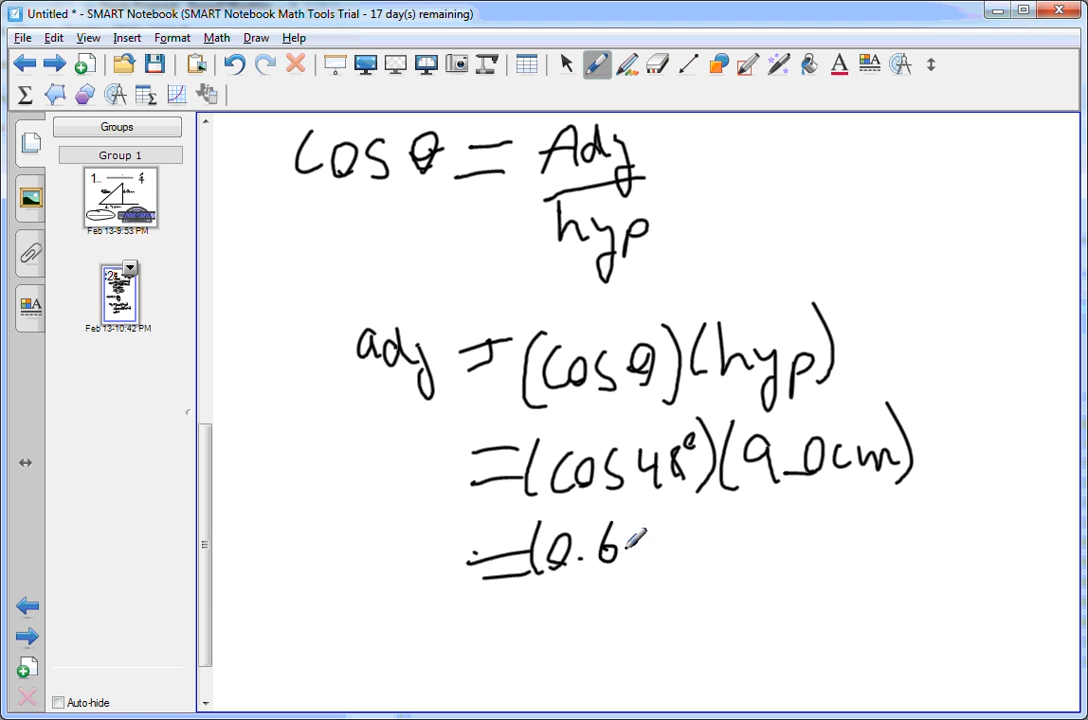 Untitled * - SMART Notebook (SMART Notebook Math Tools Trial - 17 day(s) remaining)
File Edit View Insert Format Math Draw Help
Groups
Group 1
Feb 13-9:53 PM
Feb 13-10:42 PM
Auto-hide
cos θ = Adj
hyp
adj = (cos θ)(hyp)
= (cos 48°)(9.0cm)
= (0.6